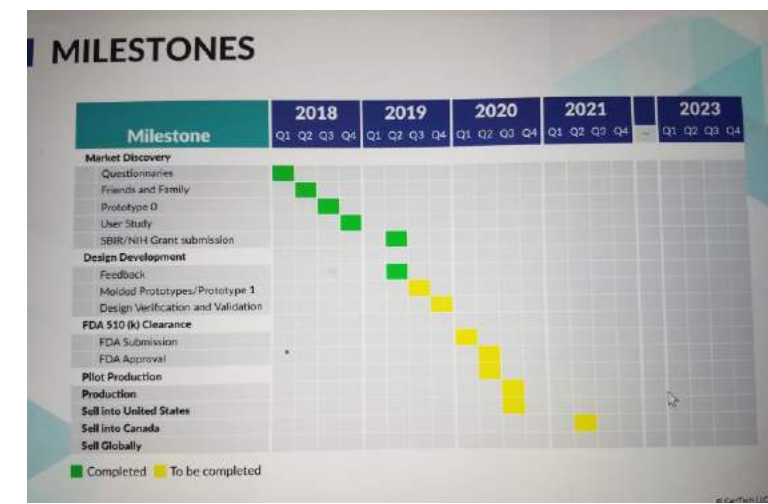 MILESTONES
2018 2019 2020 2021 2023
Milestone Q1 Q2 Q3 Q4 Q1 Q2 Q3 Q4 Q1 Q2 Q3 Q4 Q1 Q2 Q3 Q4 ... Q1 Q2 Q3 Q4
Market Discovery
Questionnaries
Friends and Family
Prototype 0
User Study
SBIR/NIH Grant submission
Design Development
Feedback
Molded Prototypes/Prototype 1
Design Verification and Validation
FDA 510 (k) Clearance
FDA Submission
FDA Approval
Pilot Production
Production
Sell into United States
Sell into Canada
Sell Globally
Completed To be completed